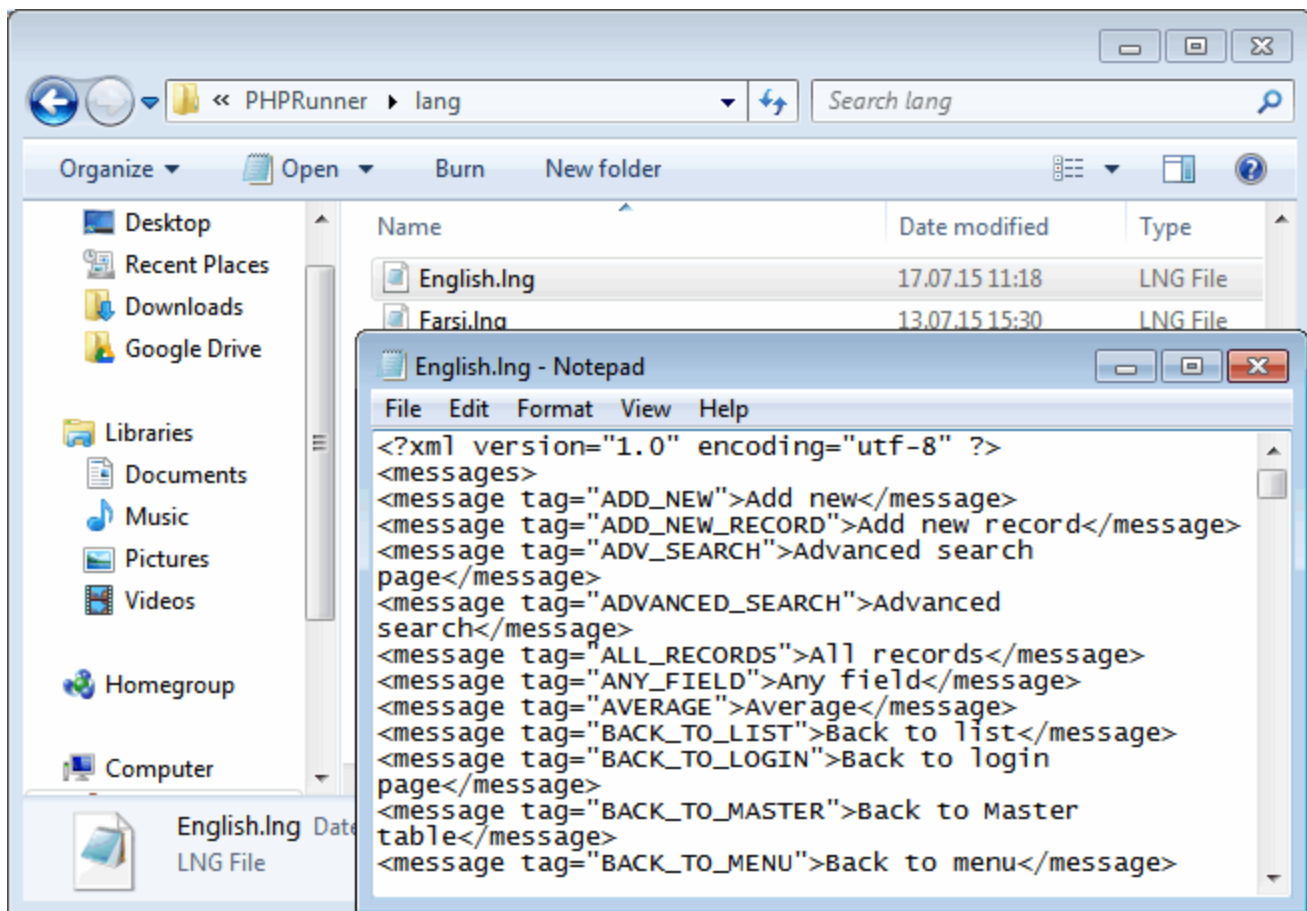 « PHPRunner ▸ lang
Search lang
Organize Open Burn New folder
Desktop
Recent Places
Downloads
Google Drive
Libraries
Documents
Music
Pictures
Videos
Homegroup
Computer
Name Date modified Type
English.lng 17.07.15 11:18 LNG File
Farsi.lng 13.07.15 15:30 LNG File
English.lng Date
LNG File
English.lng - Notepad
File Edit Format View Help
<?xml version="1.0" encoding="utf-8" ?>
<messages>
<message tag="ADD_NEW">Add new</message>
<message tag="ADD_NEW_RECORD">Add new record</message>
<message tag="ADV_SEARCH">Advanced search
page</message>
<message tag="ADVANCED_SEARCH">Advanced
search</message>
<message tag="ALL_RECORDS">All records</message>
<message tag="ANY_FIELD">Any field</message>
<message tag="AVERAGE">Average</message>
<message tag="BACK_TO_LIST">Back to list</message>
<message tag="BACK_TO_LOGIN">Back to login
page</message>
<message tag="BACK_TO_MASTER">Back to Master
table</message>
<message tag="BACK_TO_MENU">Back to menu</message>